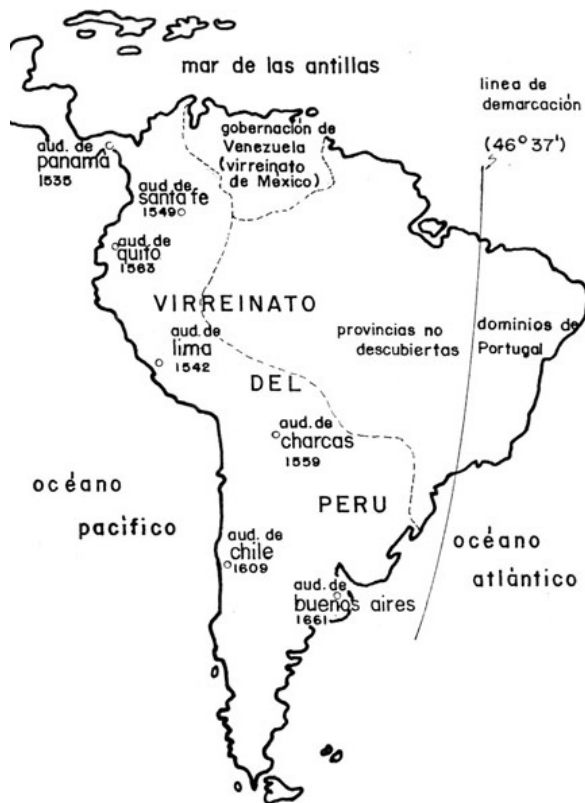 mar de las antillas
linea de
demarcación
(46° 37')
gobernación de
Venezuela
(virreinato
de México)
aud. de
panamá
1535
aud. de
santa fe
1549
aud. de
quito
1563
VIRREINATO
aud. de
lima
1542
provincias no
descubiertas
dominios de
Portugal
DEL
aud. de
charcas
1559
PERU
océano
pacífico
aud. de
chile
1609
océano
atlántico
aud. de
buenos aires
1661